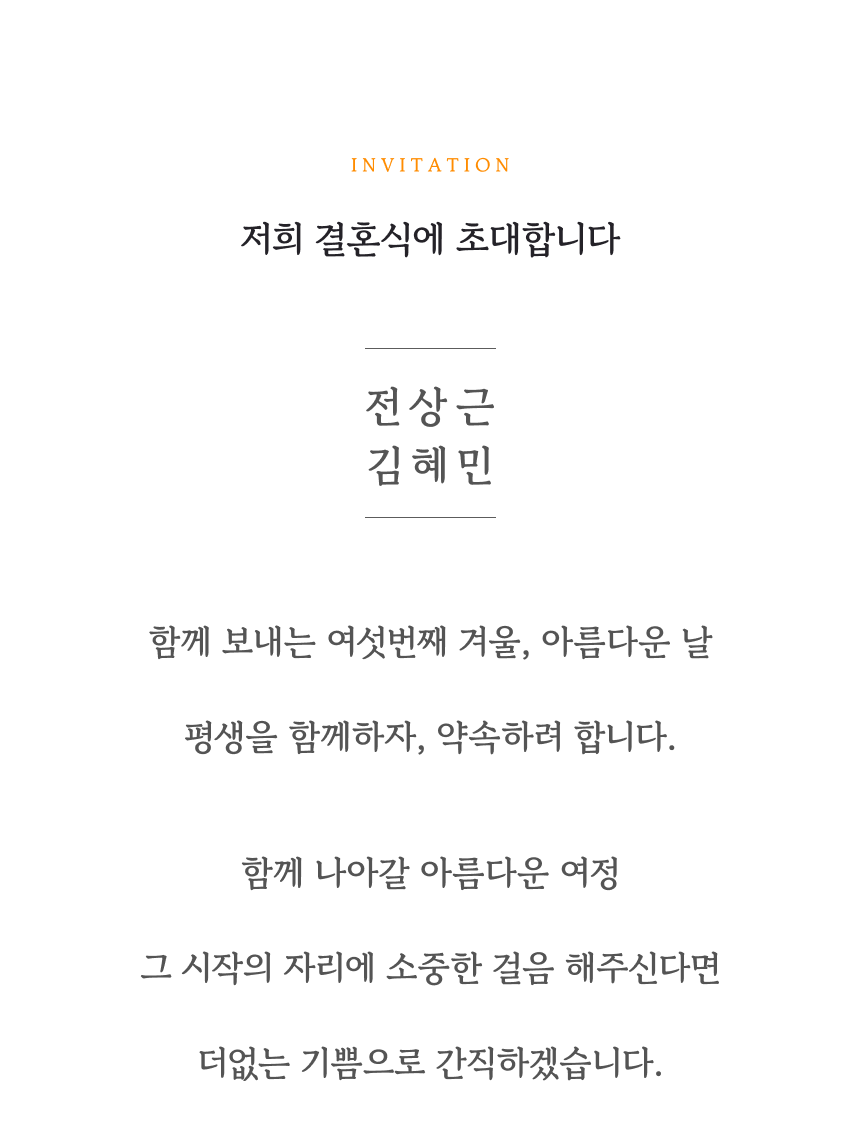 INVITATION
저희 결혼식에 초대합니다
전상근
김혜민
함께 보내는 여섯번째 겨울, 아름다운 날
평생을 함께하자, 약속하려 합니다.
함께 나아갈 아름다운 여정
그 시작의 자리에 소중한 걸음 해주신다면
더없는 기쁨으로 간직하겠습니다.